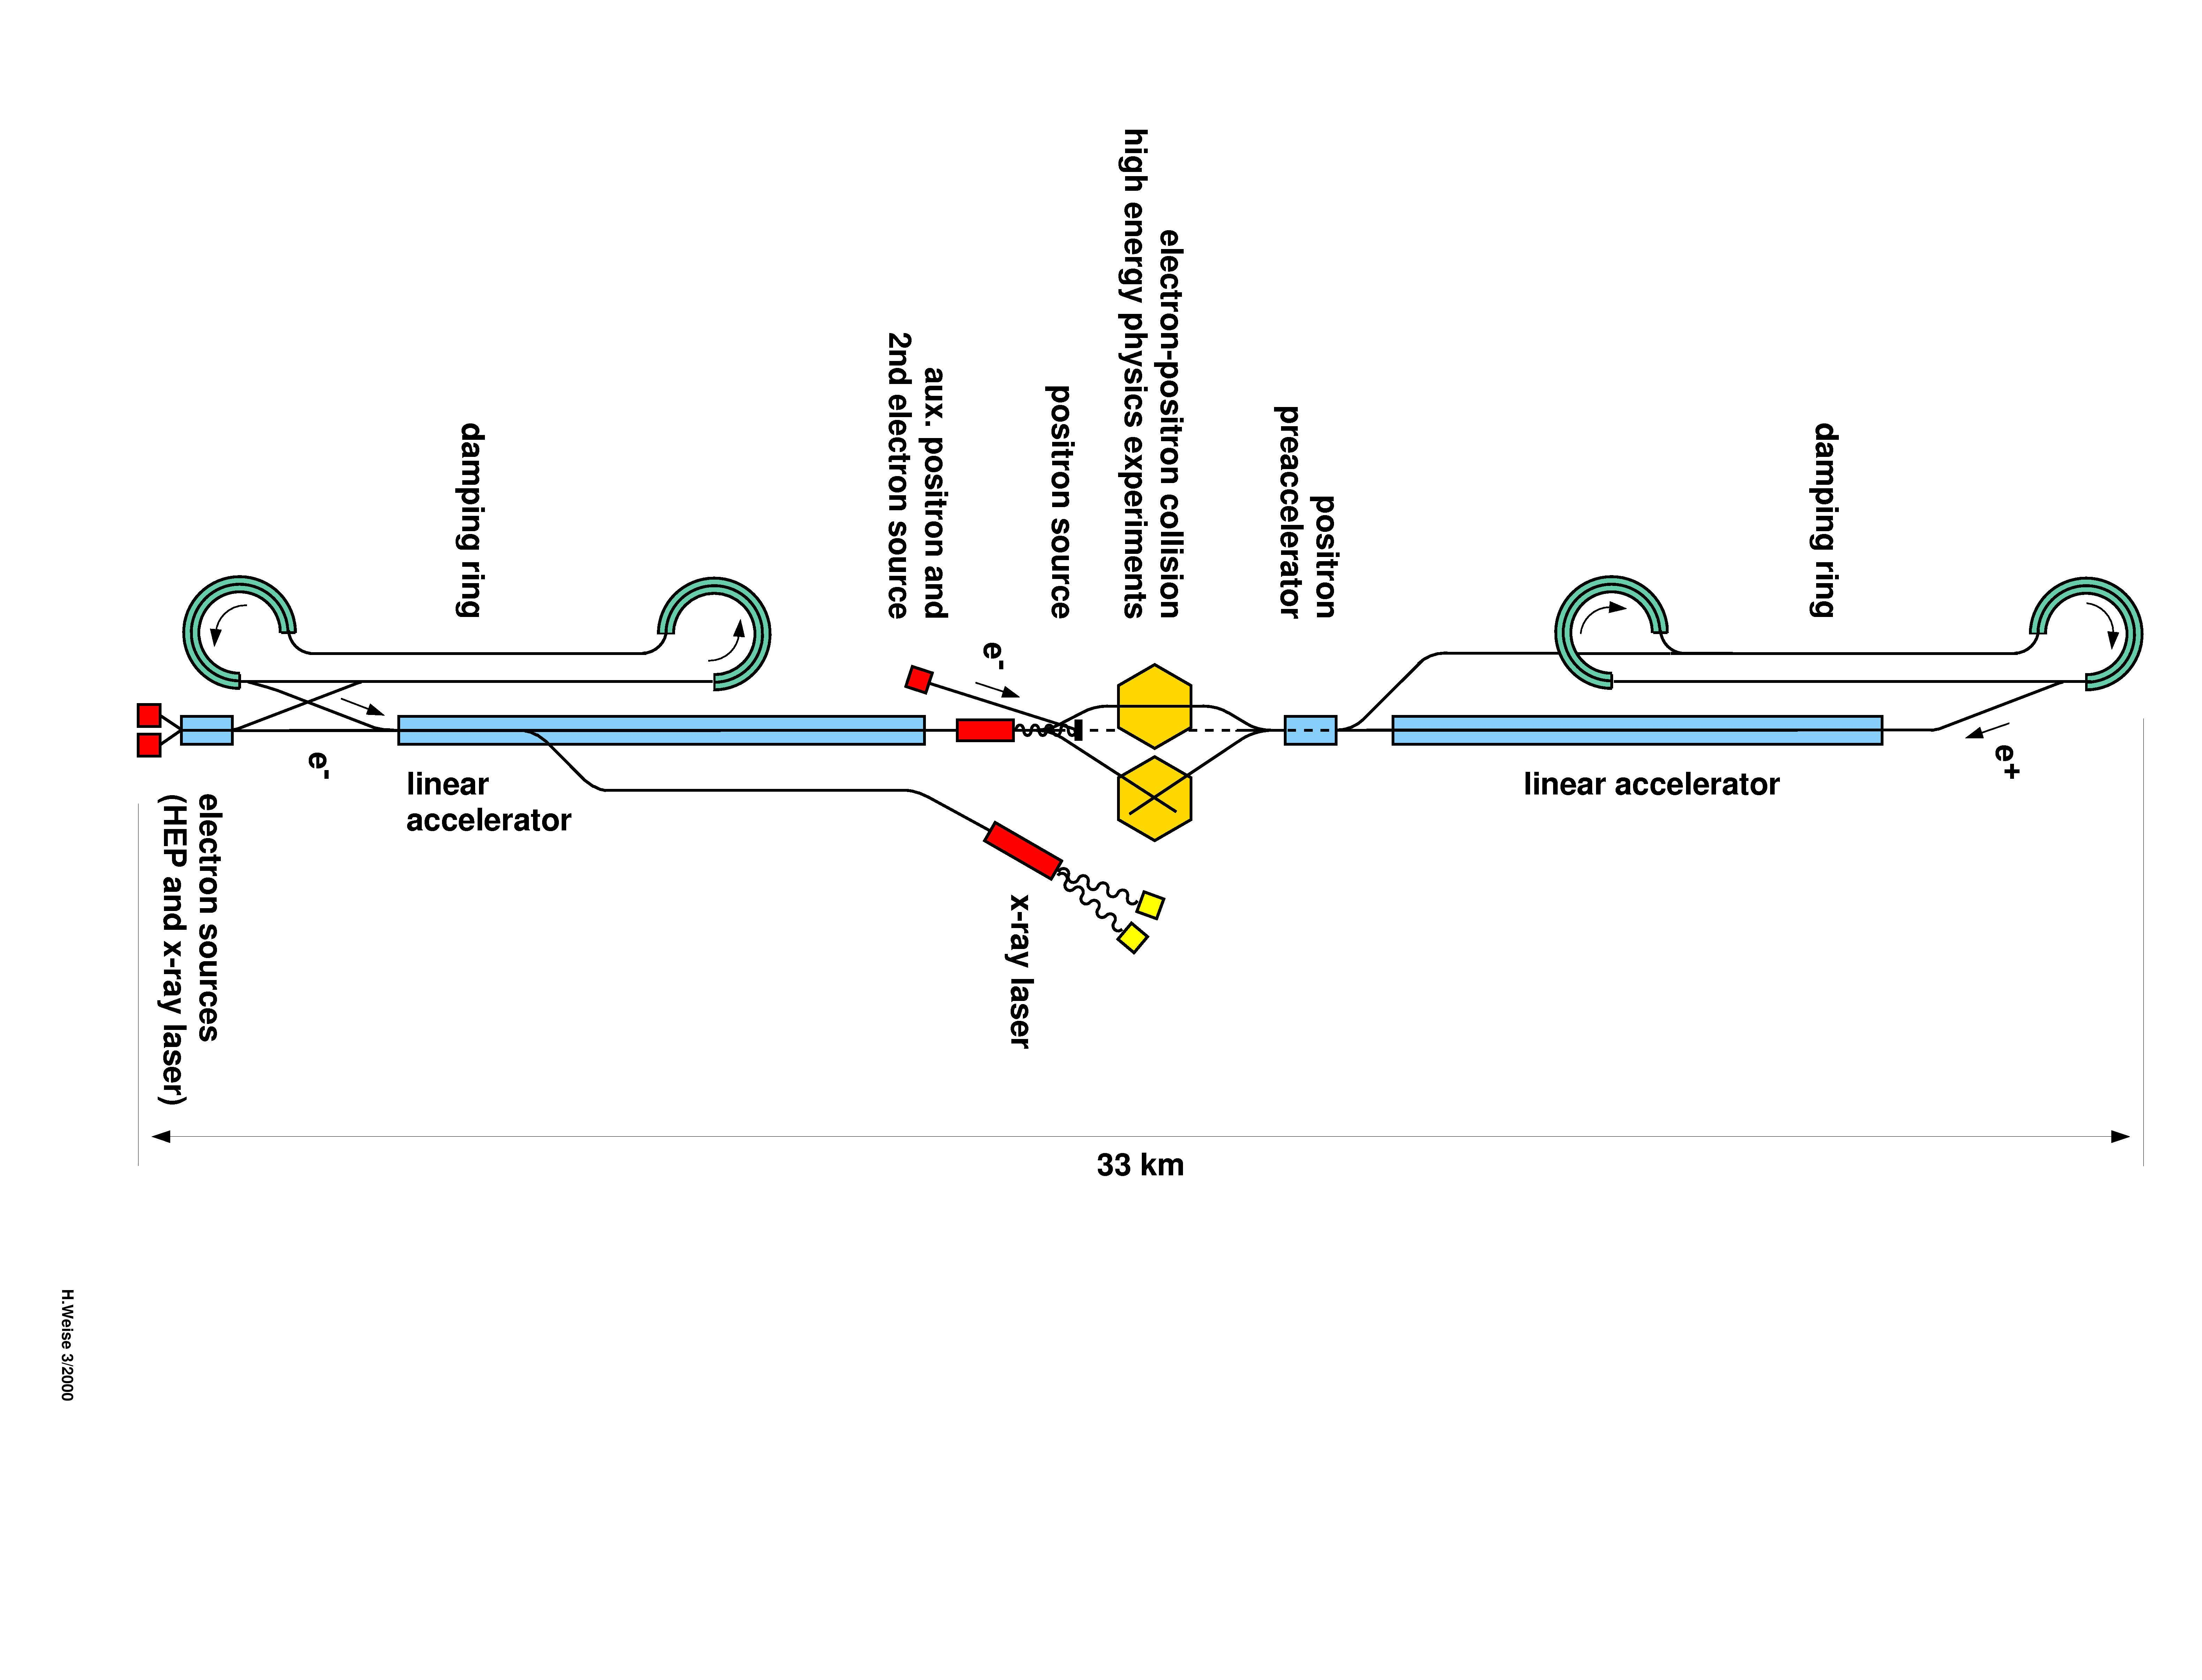 high energy physics experiments
electron-positron collision
2nd electron source
aux. positron and
positron source
preaccelerator
positron
damping ring
damping ring
e-
e-
e+
linear
accelerator
linear accelerator
electron sources
(HEP and x-ray laser)
x-ray laser
33 km
H.Weise 3/2000